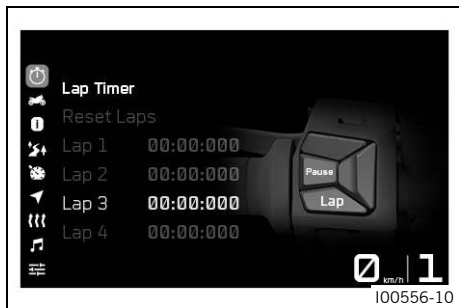 Lap Timer
Reset Laps
Lap 1 00:00:000
Lap 2 00:00:000
Lap 3 00:00:000
Lap 4 00:00:000
Pause
Lap
0 km/h 1
I00556-10